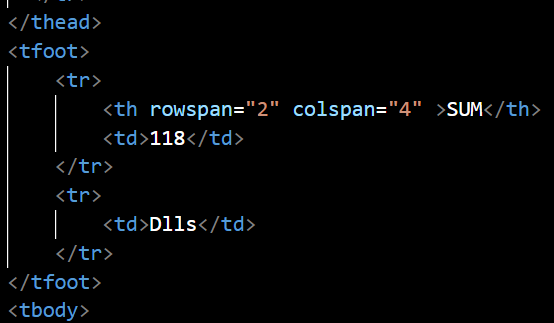 </thead>
<tfoot>
<tr>
<th rowspan="2" colspan="4" >SUM</th>
<td>118</td>
</tr>
<tr>
<td>Dlls</td>
</tr>
</tfoot>
<tbody>